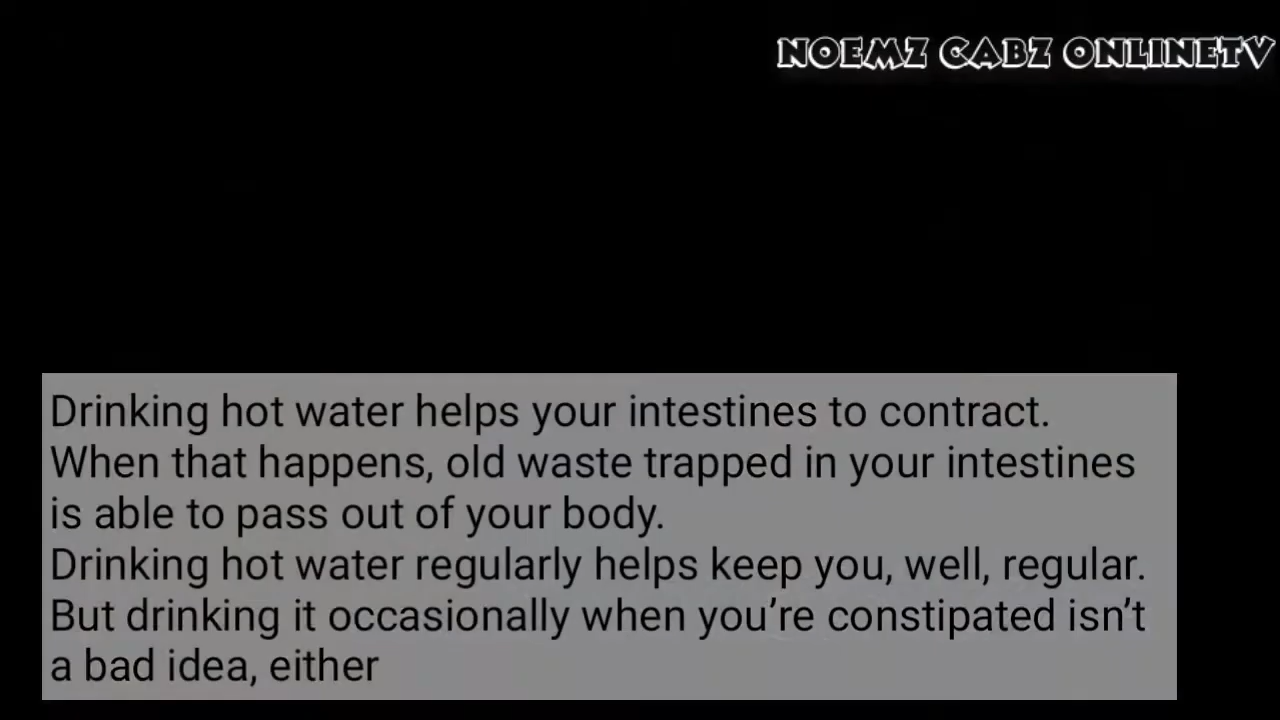 NOEMZ CABZ ONLINETV
Drinking hot water helps your intestines to contract.
When that happens, old waste trapped in your intestines
is able to pass out of your body.
Drinking hot water regularly helps keep you, well, regular.
But drinking it occasionally when you’re constipated isn’t
a bad idea, either